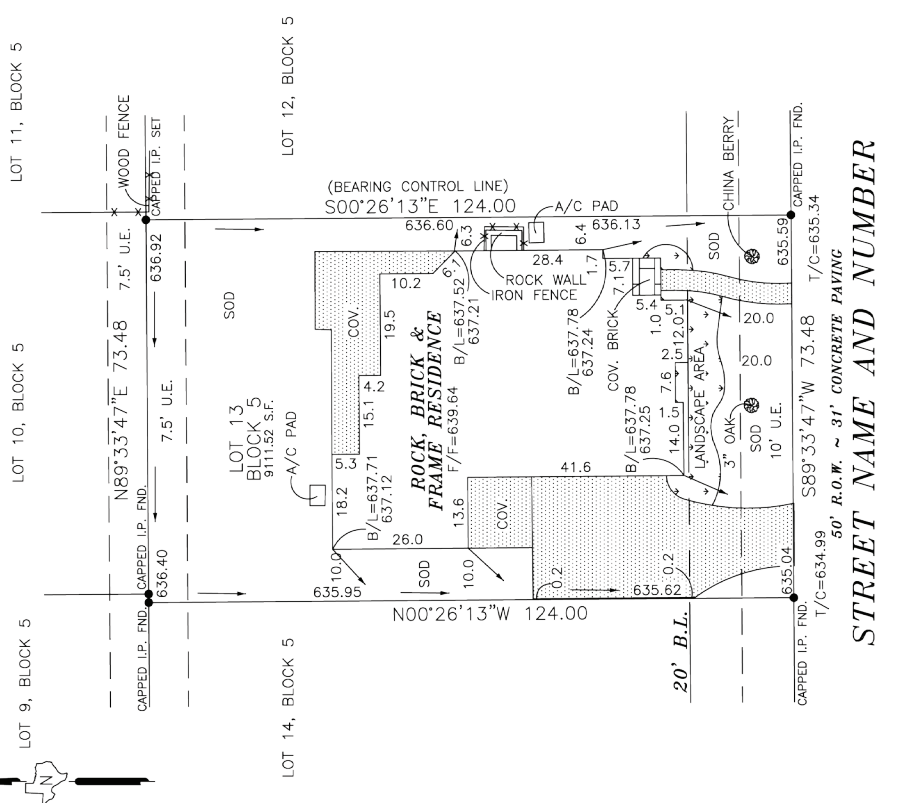 LOT 9, BLOCK 5
LOT 10, BLOCK 5
LOT 11, BLOCK 5
N
WOOD FENCE
CAPPED I.P. FND.
CAPPED I.P. FND.
CAPPED I.P. SET
N89°33'47"E 73.48
7.5' U.E.
7.5' U.E.
636.40
636.92
LOT 14, BLOCK 5
LOT 12, BLOCK 5
SOD
LOT 13
BLOCK 5
9111.52 S.F.
A/C PAD
(BEARING CONTROL LINE)
S00°26'13"E 124.00
A/C PAD
636.60
6.3
6.4
636.13
ROCK WALL
IRON FENCE
28.4
1.7
5.7
7.1
COV.
10.2
6.1
19.5
4.2
15.1
5.3
18.2
B/L=637.52
637.21
B/L=637.71
637.12
ROCK, BRICK &
FRAME RESIDENCE
F/F=639.64
B/L=637.78
637.24
COV. BRICK
5.4
1.0
5.1
12.0
2.5
7.6
1.5
14.0
B/L=637.78
637.25
41.6
13.6
COV.
26.0
10.0
10.0
SOD
635.95
635.62
0.2
0.2
N00°26'13"W 124.00
20' B.L.
LANDSCAPE AREA
3" OAK
SOD
10' U.E.
20.0
20.0
SOD
CHINA BERRY
635.04
635.59
CAPPED I.P. FND.
CAPPED I.P. FND.
T/C=634.99
S89°33'47"W 73.48
T/C=635.34
50' R.O.W. ~ 31' CONCRETE PAVING
STREET NAME AND NUMBER